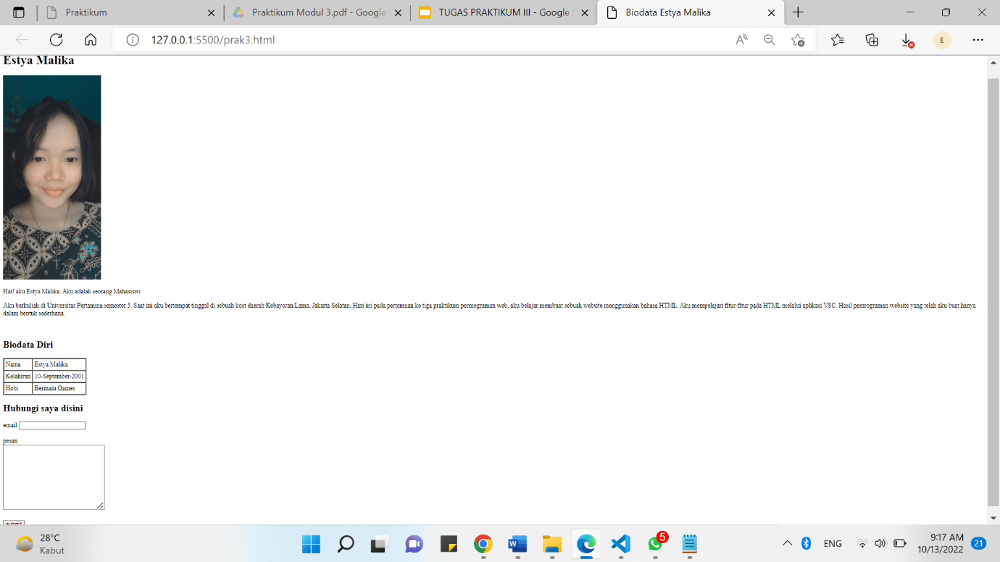 Praktikum
Praktikum Modul 3.pdf - Google
TUGAS PRAKTIKUM III - Google S
Biodata Estya Malika
127.0.0.1:5500/prak3.html
E
Estya Malika
Hai! aku Estya Malika. Aku adalah seorang Mahasiswi
Aku berkuliah di Universitas Pertamina semester 5. Saat ini aku bertempat tinggal di sebuah kost daerah Kebayoran Lama, Jakarta Selatan. Hari ini pada pertemuan ke tiga praktikum permograman web, aku belajar membuat sebuah website menggunakan bahasa HTML. Aku mempelajari fitur-fitur pada HTML melalui aplikasi VSC. Hasil pemrograman website yang telah aku buat hanya
dalam bentuk sederhana.
Biodata Diri
Nama Estya Malika
Kelahiran 10-September-2001
Hobi Bermain Games
Hubungi saya disini
email
pesan
submit
28°C
Kabut
5
ENG
9:17 AM
10/13/2022
21